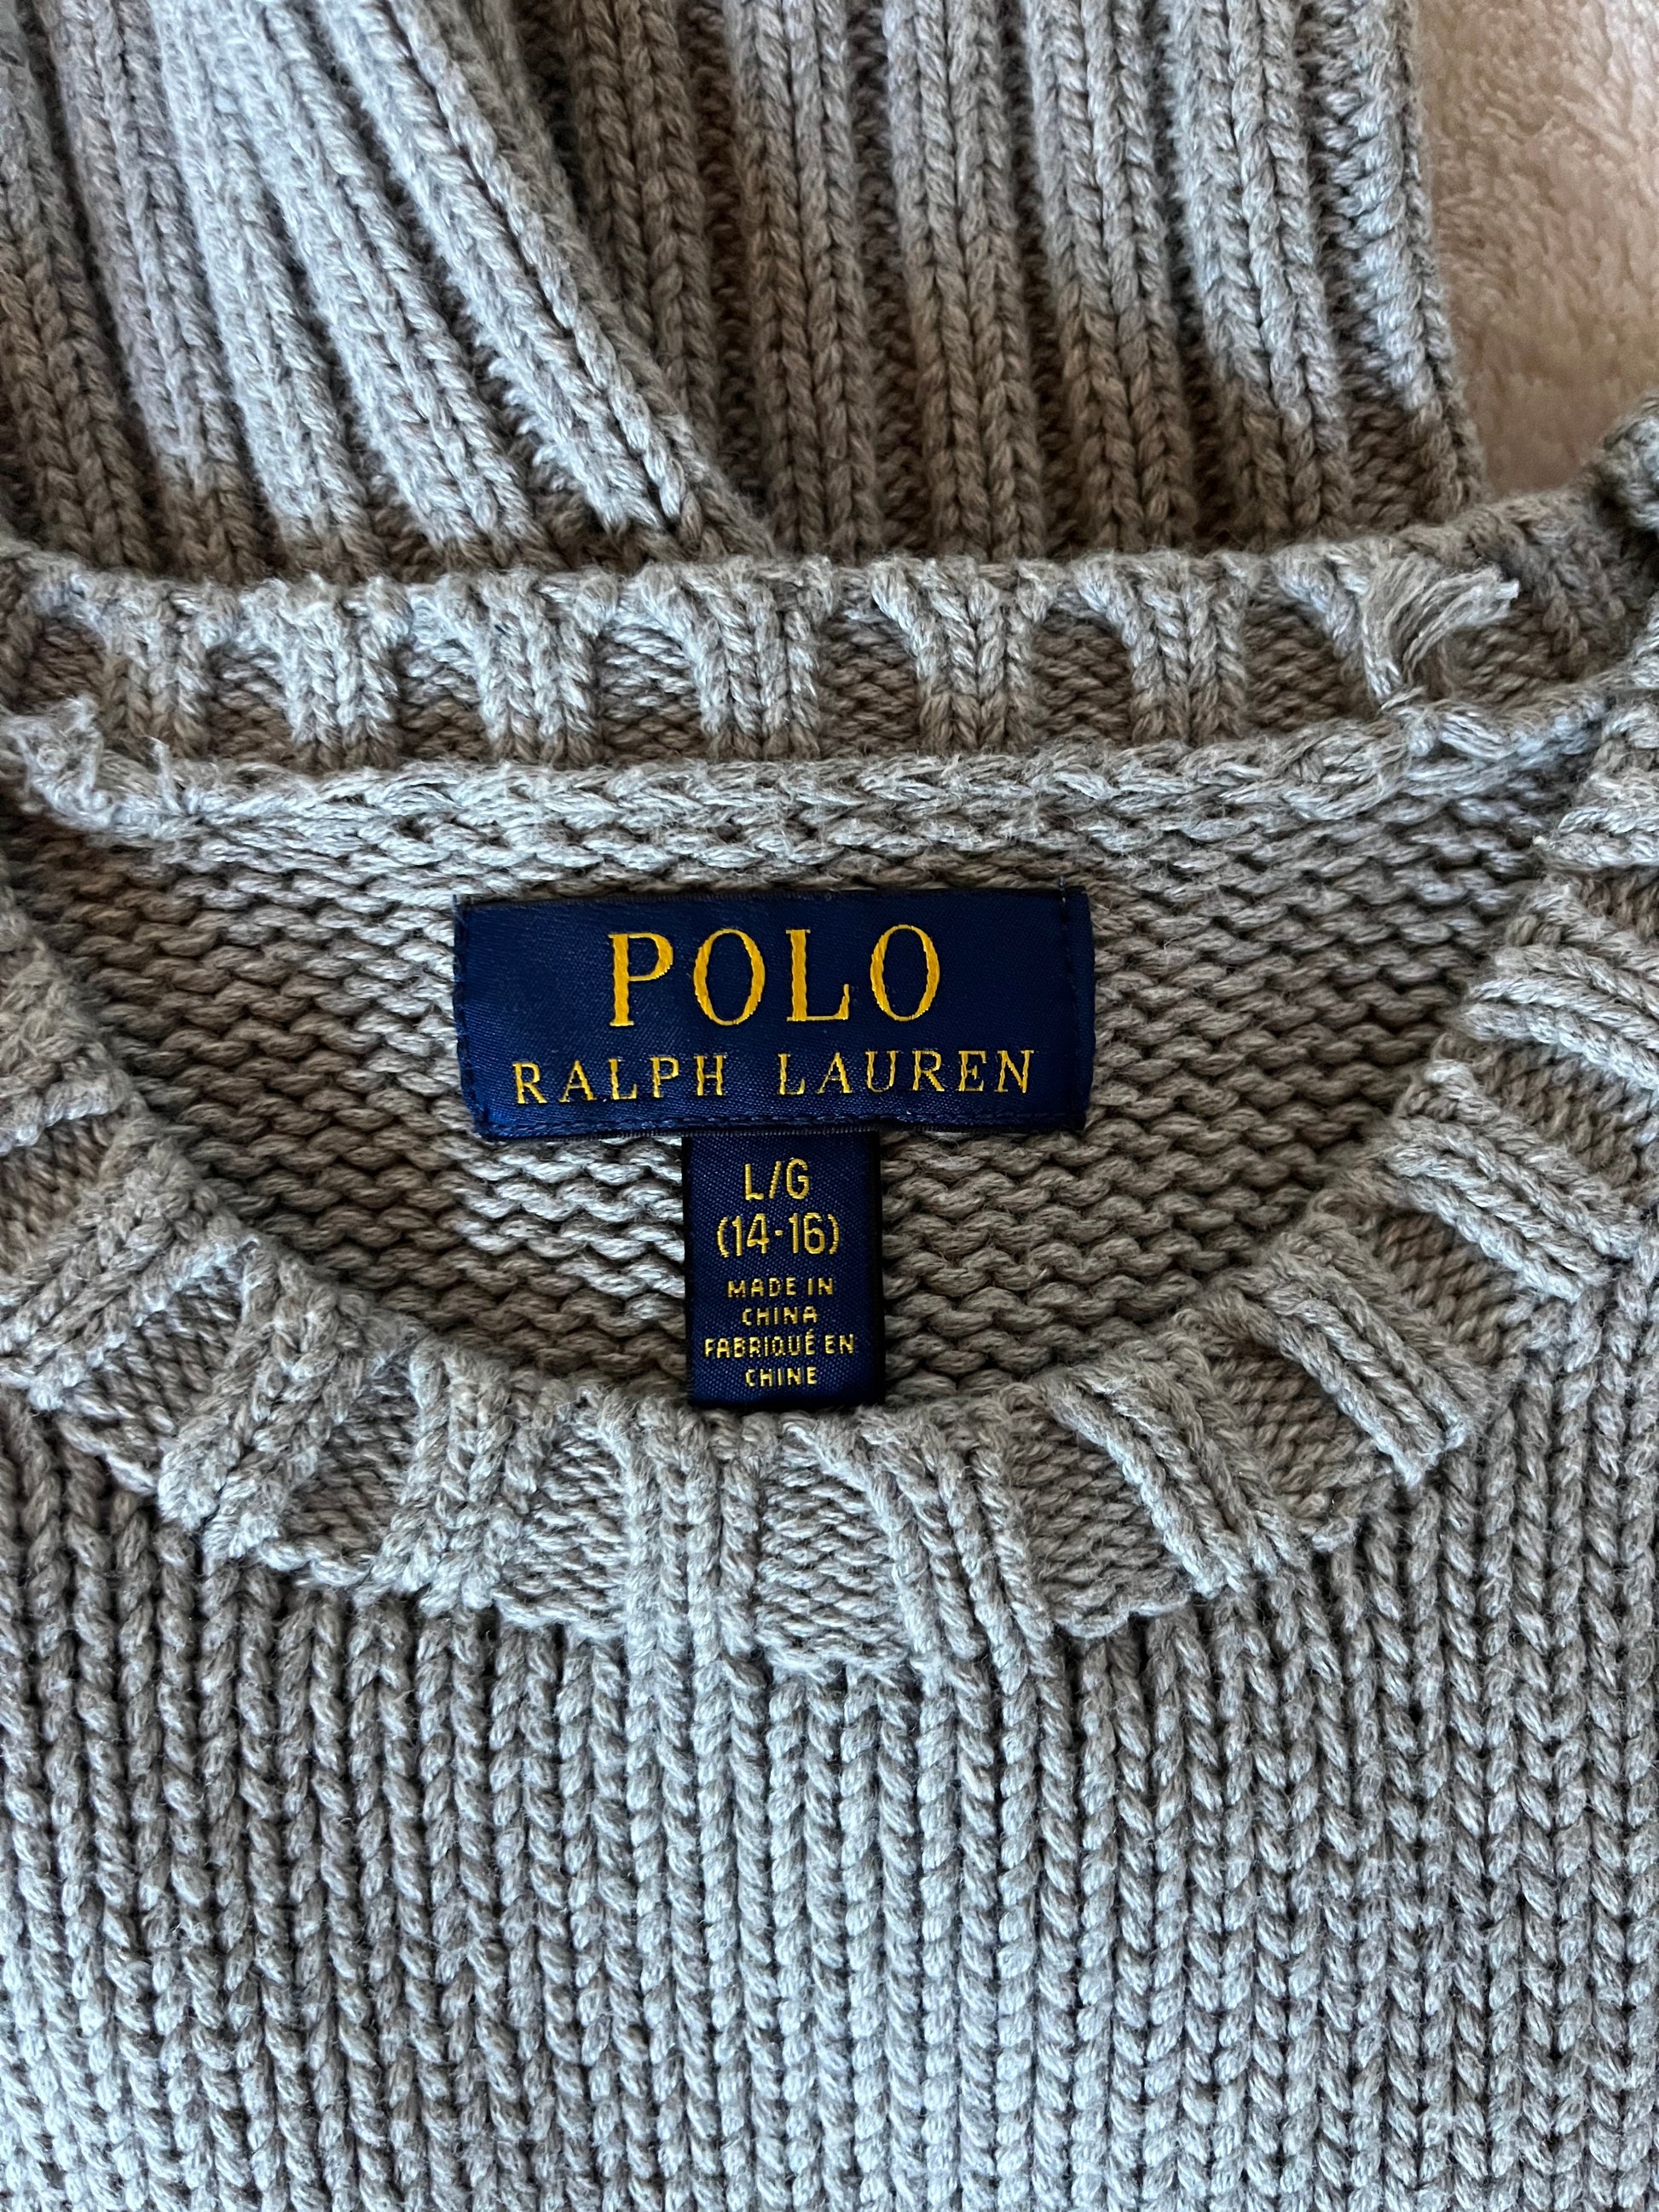 POLO
RALPH LAUREN
L/G
(14-16)
MADE IN
CHINA
FABRIQUÉ EN
CHINE